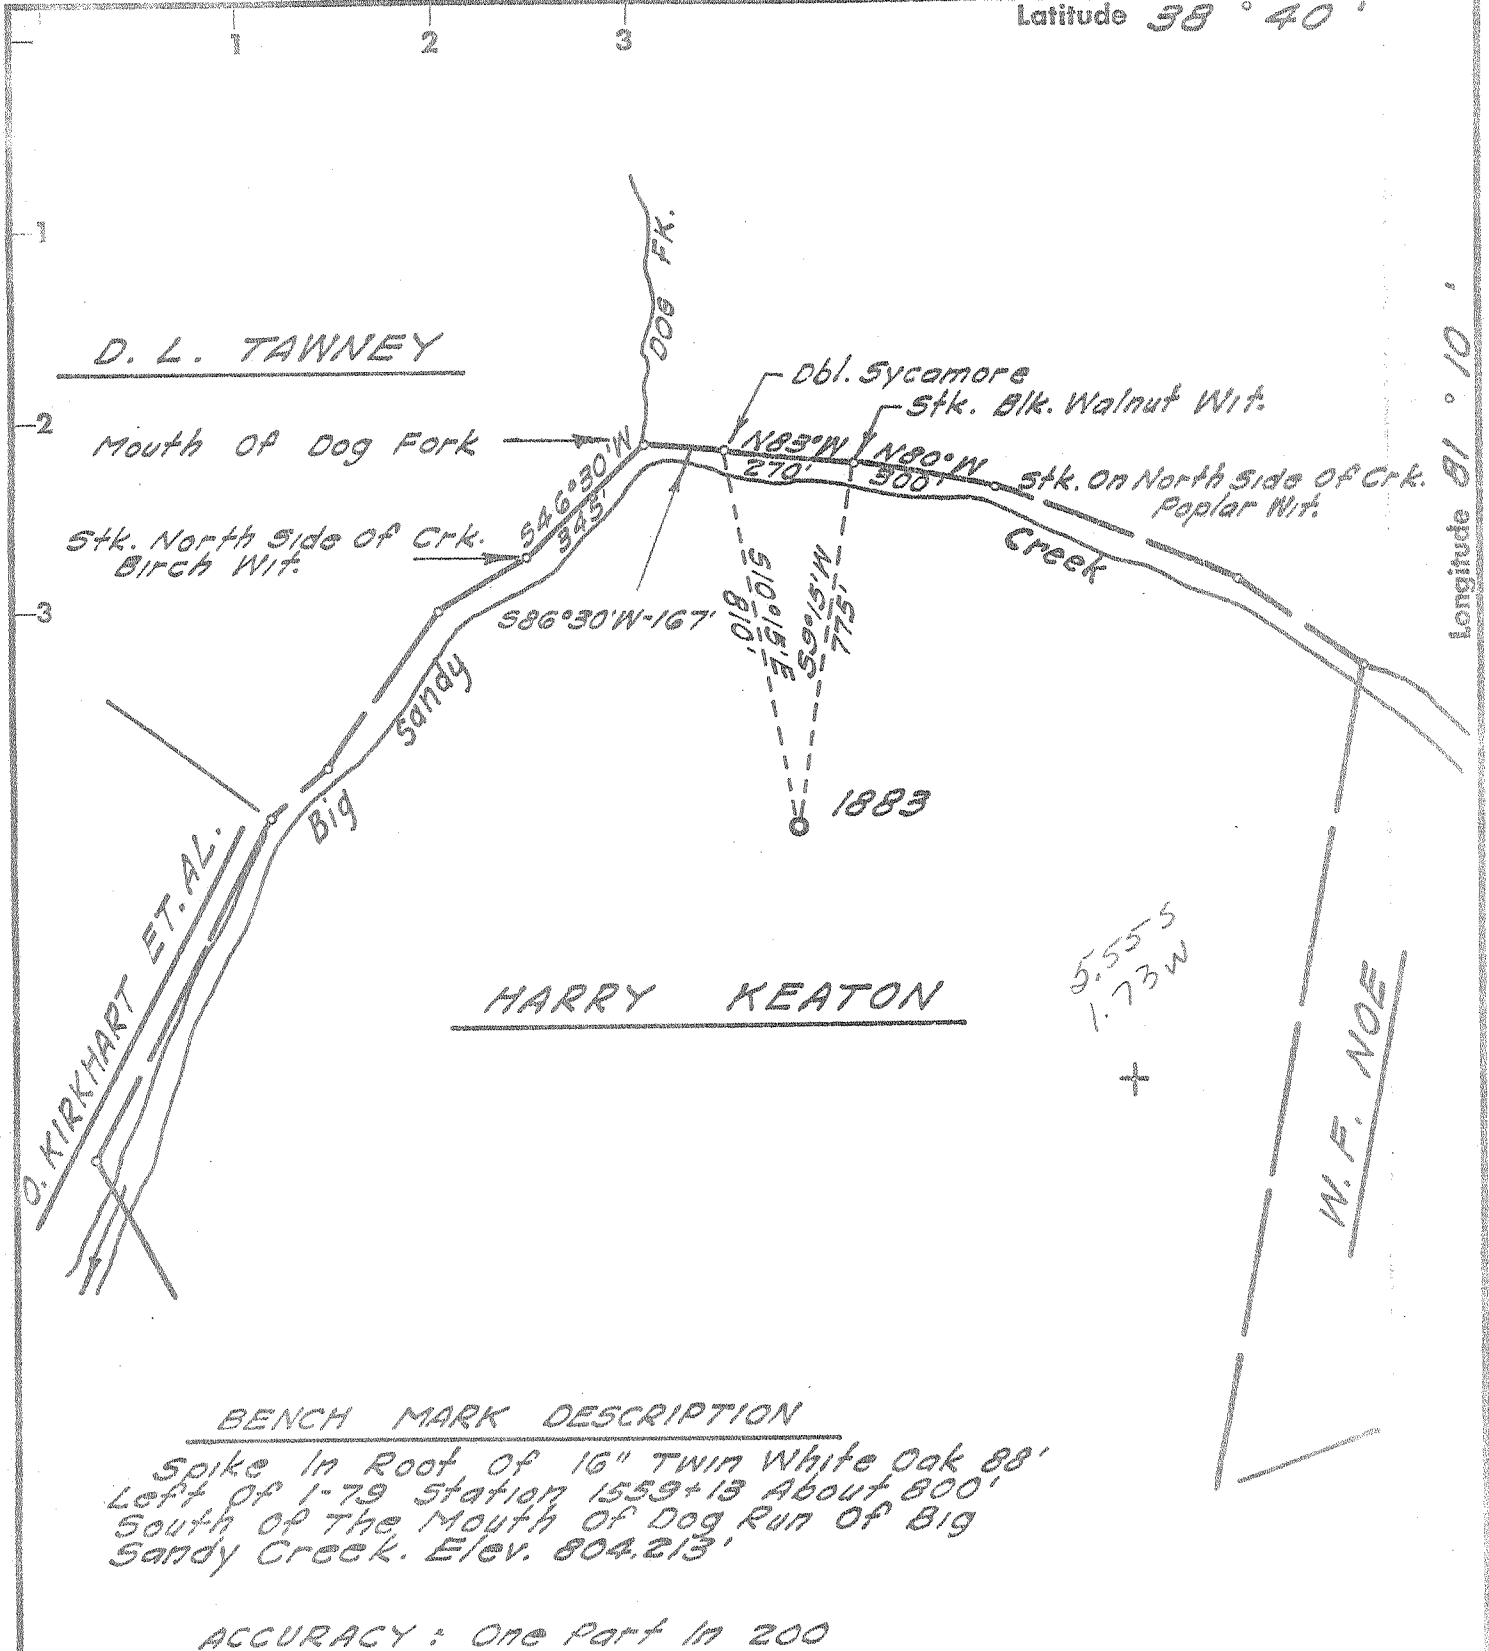 Latitude 38 ° 40 '
1 2 3
1
2
3
Longitude 81 ° 10 '
DOG FK.
D. L. TAWNEY
Dbl. Sycamore
Stk. Blk. Walnut Wit.
Mouth Of Dog Fork
N83°W
270'
N80°W
300'
Stk. On North Side Of Crk.
Poplar Wit.
S46°30'W
345'
Stk. North Side Of Crk.
Birch Wit.
Creek
S86°30'W-167'
S10°15'E
810'
S9°15'W
775'
Sandy
Big
1883
O. KIRKHART ET. AL.
HARRY KEATON
5.55 S
1.73 W
W. F. NOE
BENCH MARK DESCRIPTION
Spike In Root Of 16" Twin White Oak 88'
Left Of I-79 Station 1559+13 About 800'
South Of The Mouth Of Dog Run Of Big
Sandy Creek. Elev. 804.213'
ACCURACY : One Part In 200